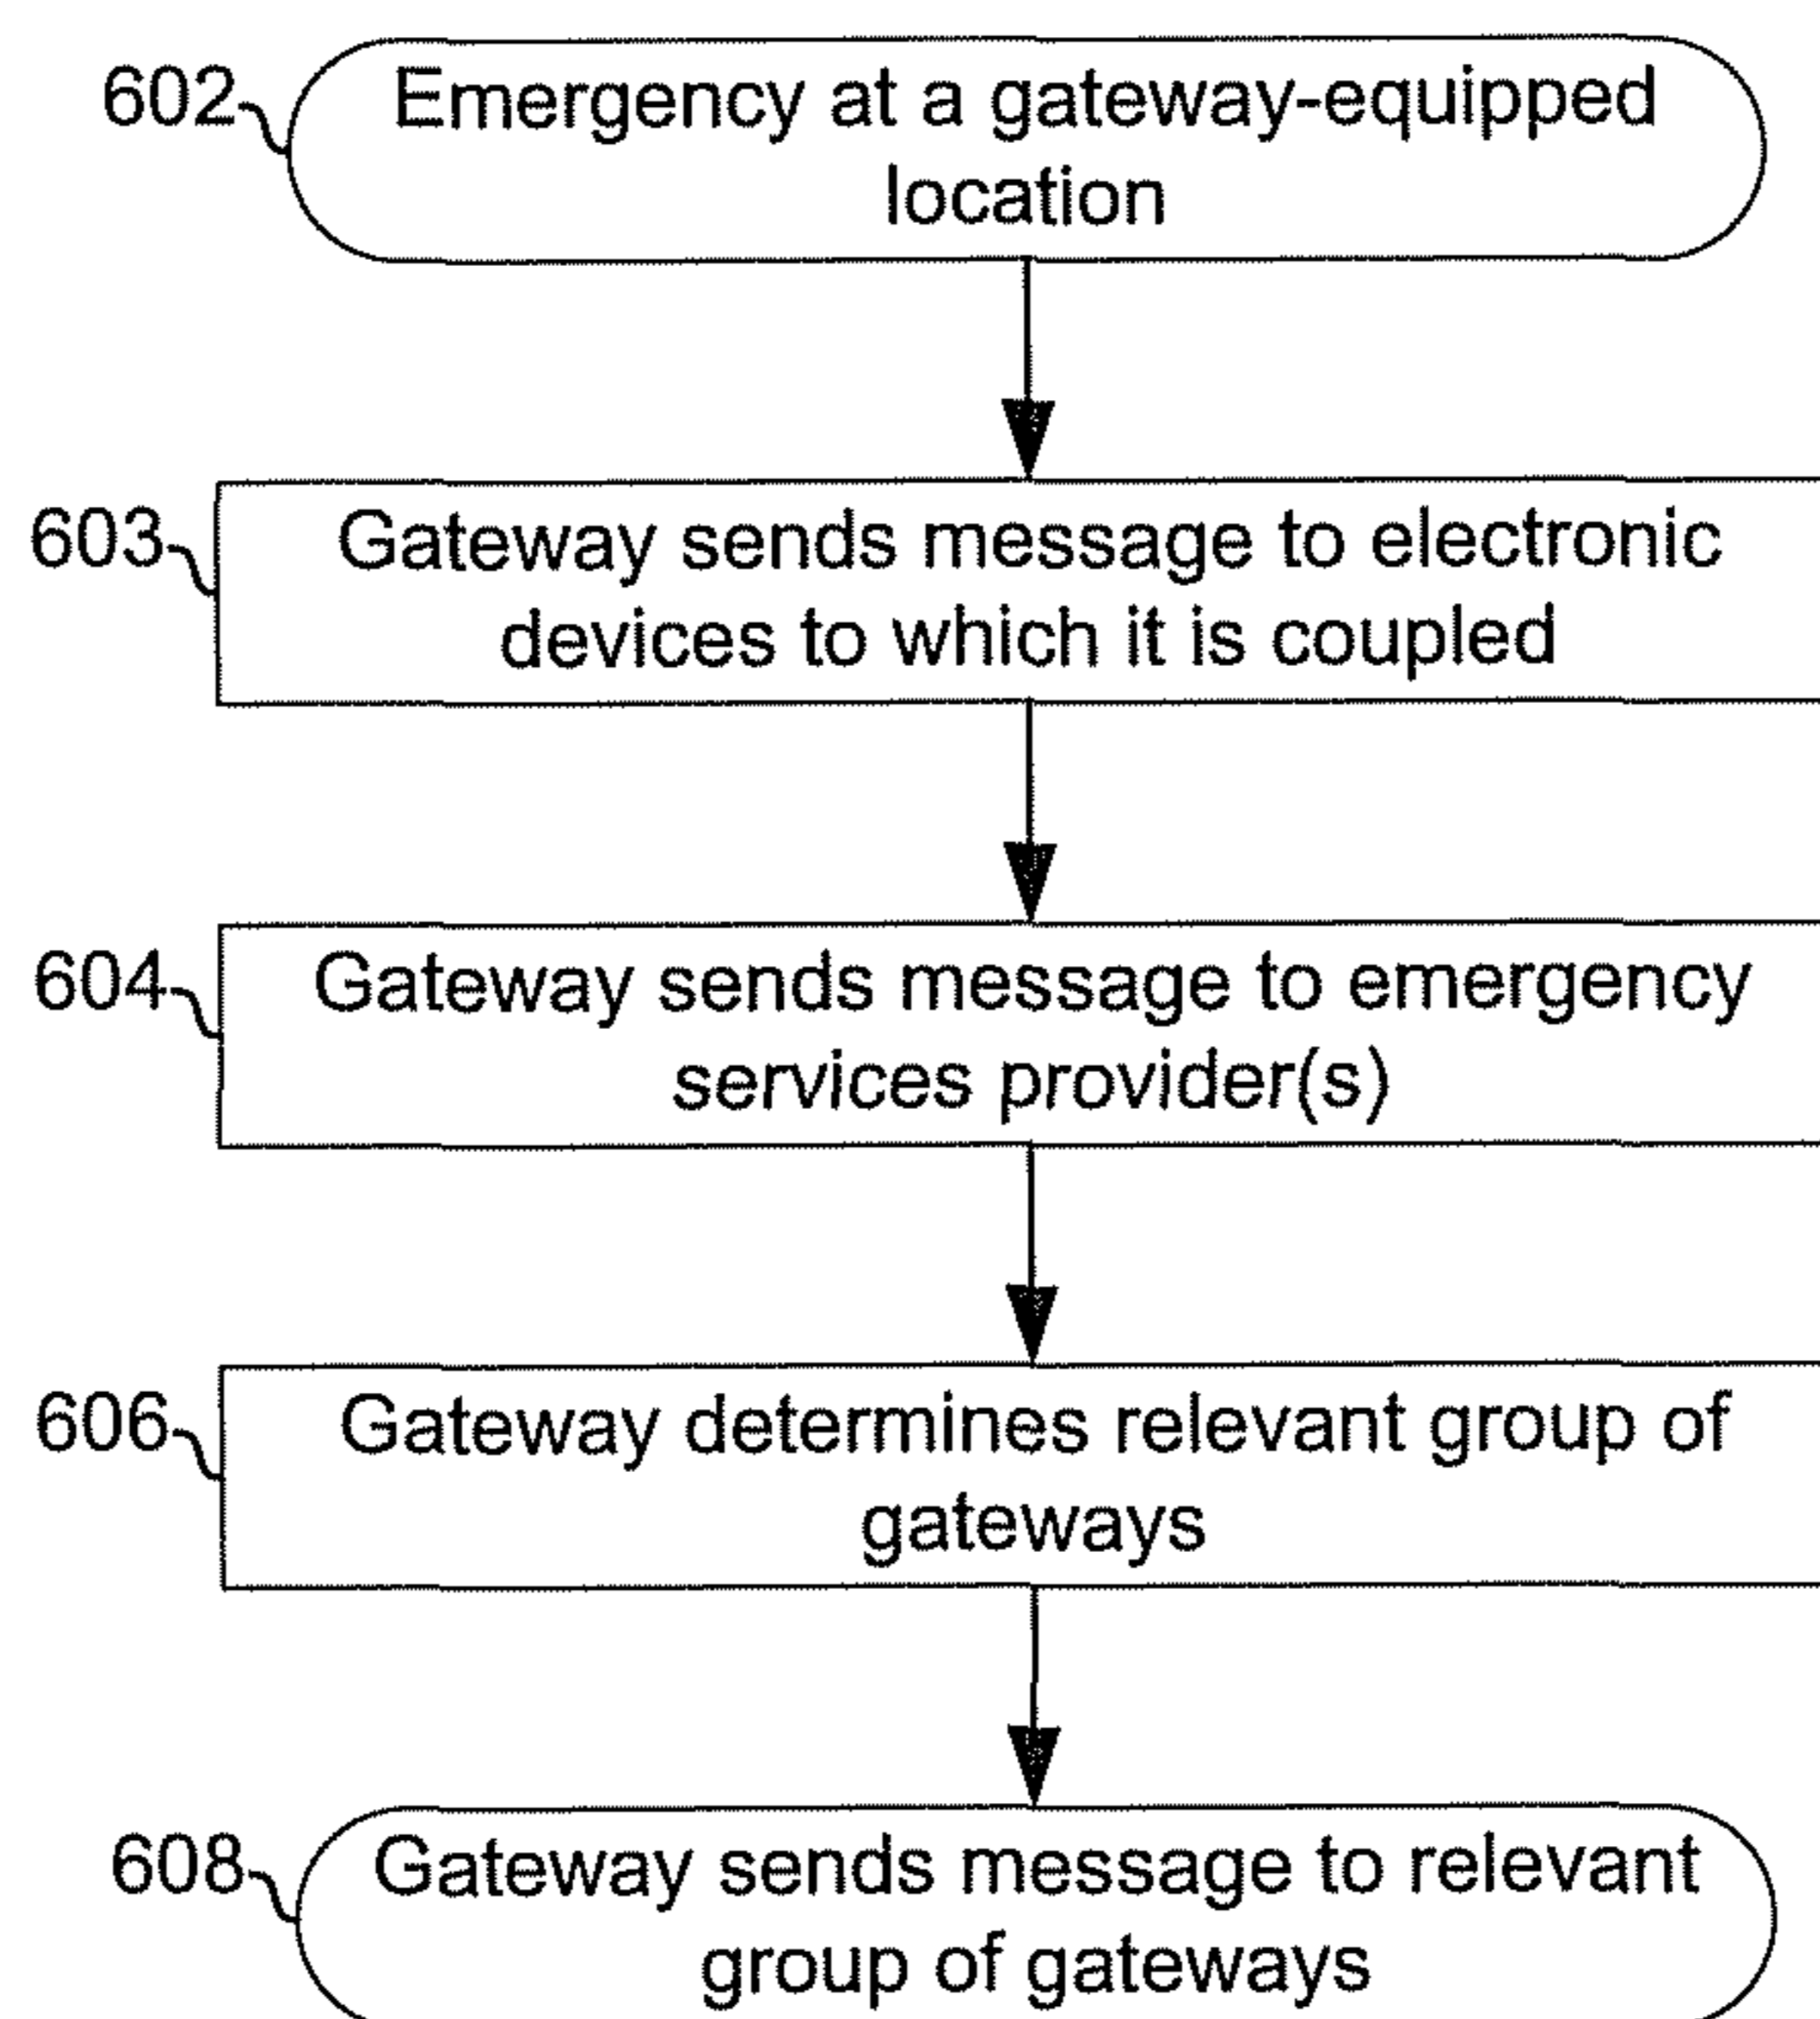 602
Emergency at a gateway-equipped
location
603
Gateway sends message to electronic
devices to which it is coupled
604
Gateway sends message to emergency
services provider(s)
606
Gateway determines relevant group of
gateways
608
Gateway sends message to relevant
group of gateways